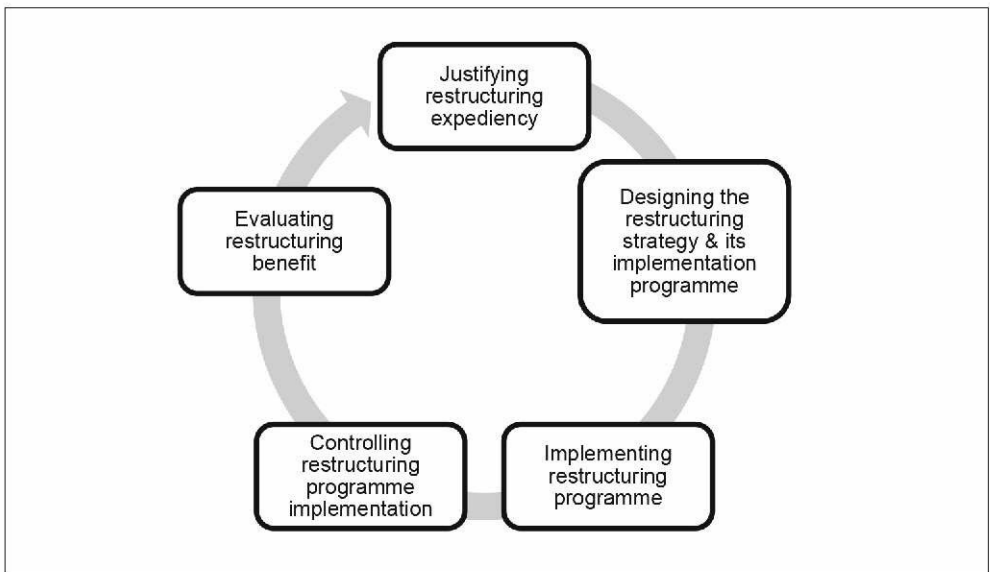 Justifying
restructuring
expediency
Designing the
restructuring
strategy & its
implementation
programme
Implementing
restructuring
programme
Controlling
restructuring
programme
implementation
Evaluating
restructuring
benefit